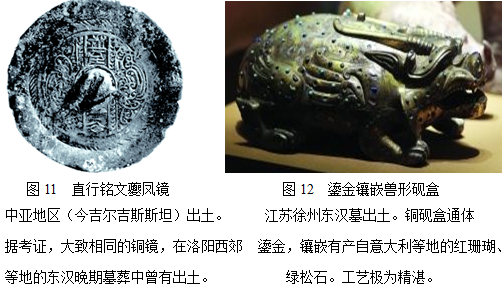 图 11 直行铭文夔凤镜
中亚地区（今吉尔吉斯斯坦）出土。
据考证，大致相同的铜镜，在洛阳西郊
等地的东汉晚期墓葬中曾有出土。
图 12 鎏金镶嵌兽形砚盒
江苏徐州东汉墓出土。铜砚盒通体
鎏金，镶嵌有产自意大利等地的红珊瑚、
绿松石。工艺极为精湛。